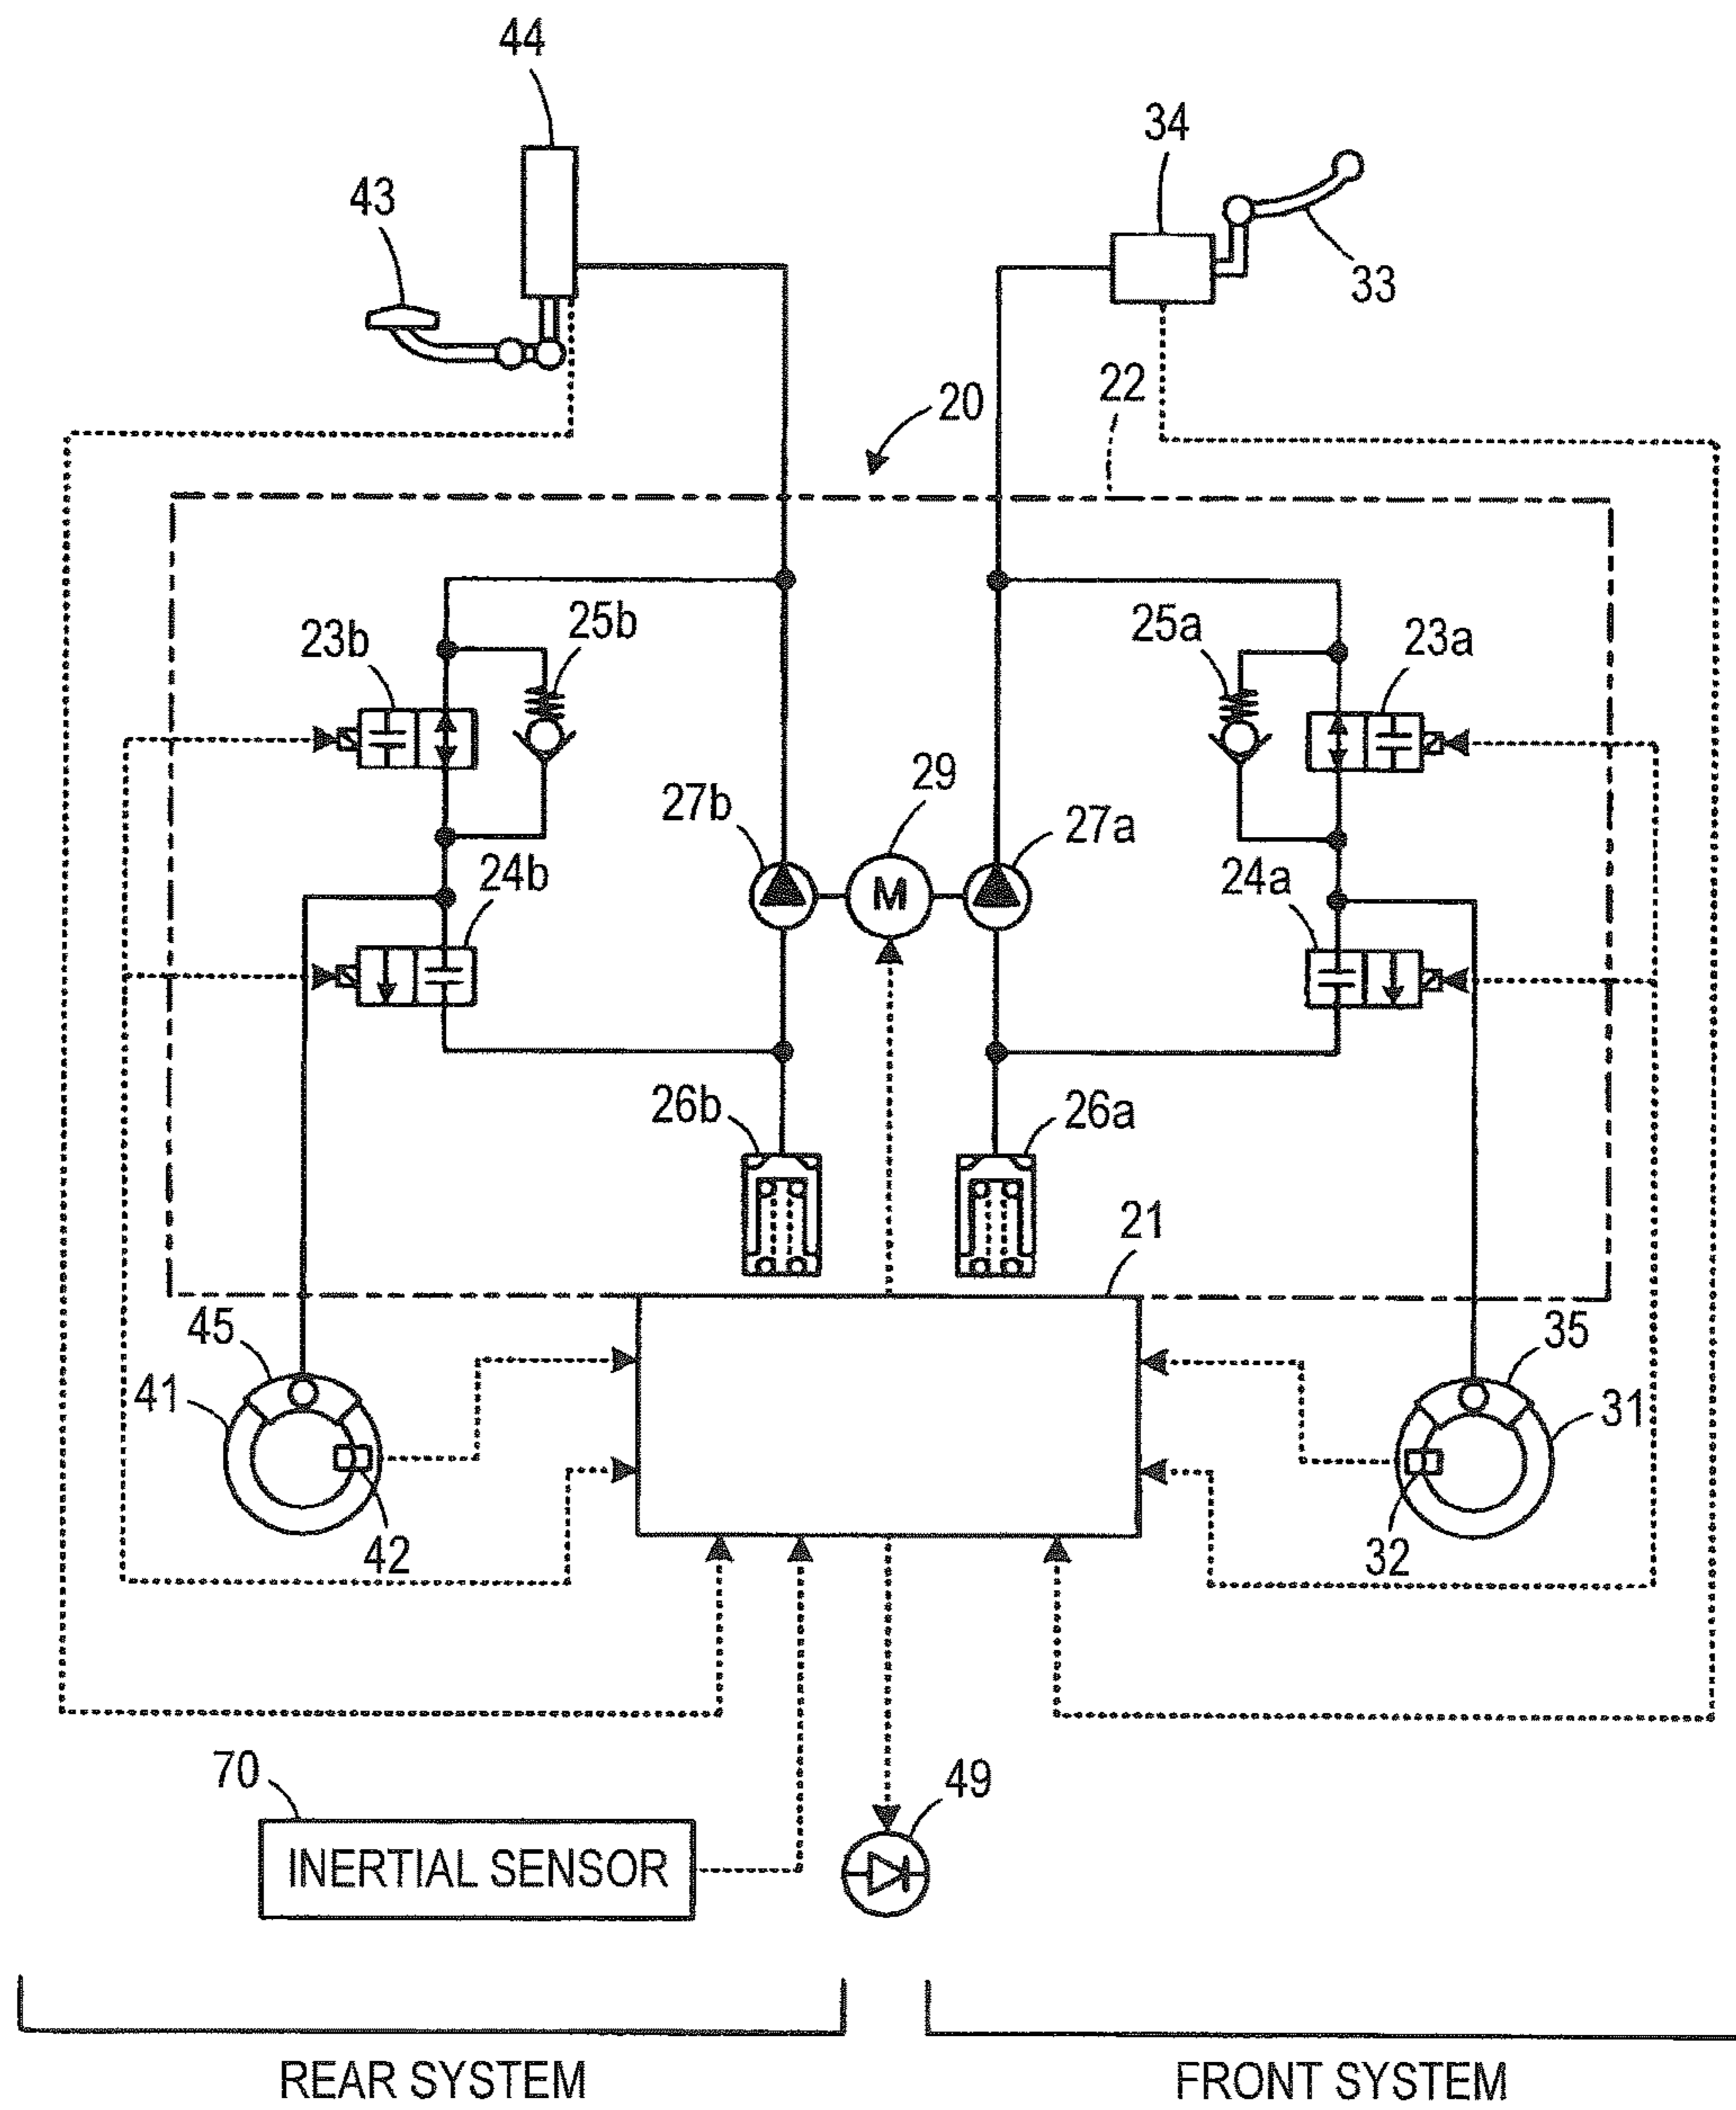 44
34
43
33
22
20
25b
25a
23b
23a
29
27b
27a
24b
24a
M
26b
26a
21
45
35
41
31
42
32
70
49
INERTIAL SENSOR
REAR SYSTEM
FRONT SYSTEM